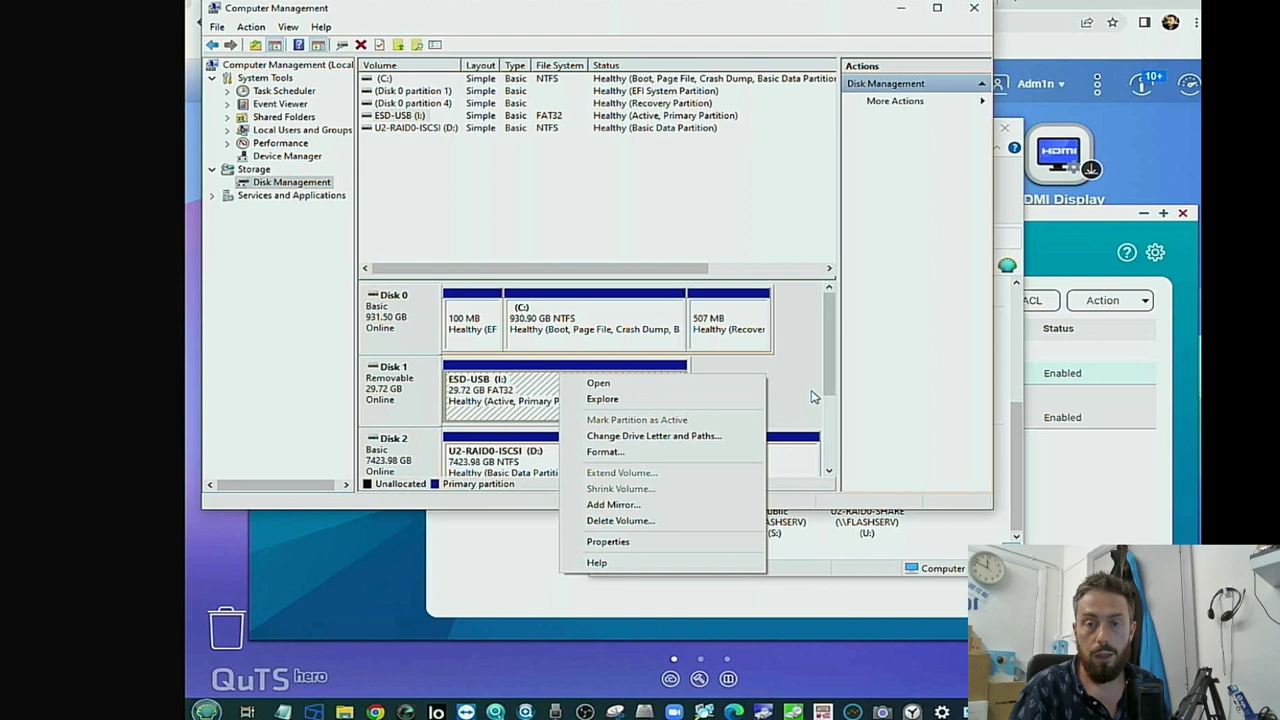 Computer Management
File Action View Help
Computer Management (Local
System Tools
Task Scheduler
Event Viewer
Shared Folders
Local Users and Groups
Performance
Device Manager
Storage
Disk Management
Services and Applications
Volume Layout Type File System Status
(C:) Simple Basic NTFS Healthy (Boot, Page File, Crash Dump, Basic Data Partition
(Disk 0 partition 1) Simple Basic Healthy (EFI System Partition)
(Disk 0 partition 4) Simple Basic Healthy (Recovery Partition)
ESD-USB (I:) Simple Basic FAT32 Healthy (Active, Primary Partition)
U2-RAID0-ISCSI (D:) Simple Basic NTFS Healthy (Basic Data Partition)
Actions
Disk Management
More Actions
Disk 0
Basic
931.50 GB
Online
100 MB
Healthy (EF
(C:)
930.90 GB NTFS
Healthy (Boot, Page File, Crash Dump, B
507 MB
Healthy (Recover
Disk 1
Removable
29.72 GB
Online
ESD-USB (I:)
29.72 GB FAT32
Healthy (Active, Primary P
Disk 2
Basic
7423.98 GB
Online
U2-RAID0-ISCSI (D:)
7423.98 GB NTFS
Healthy (Basic Data Partiti
Unallocated Primary partition
Open
Explore
Mark Partition as Active
Change Drive Letter and Paths...
Format...
Extend Volume...
Shrink Volume...
Add Mirror...
Delete Volume...
Properties
Help
Adm1n
10+
HDMI
DMI Display
ACL
Action
Status
Enabled
Enabled
ASHSERV)
(S:)
U2-RAID0-SHARE
(\\FLASHSERV)
(U:)
Computer
QuTS hero